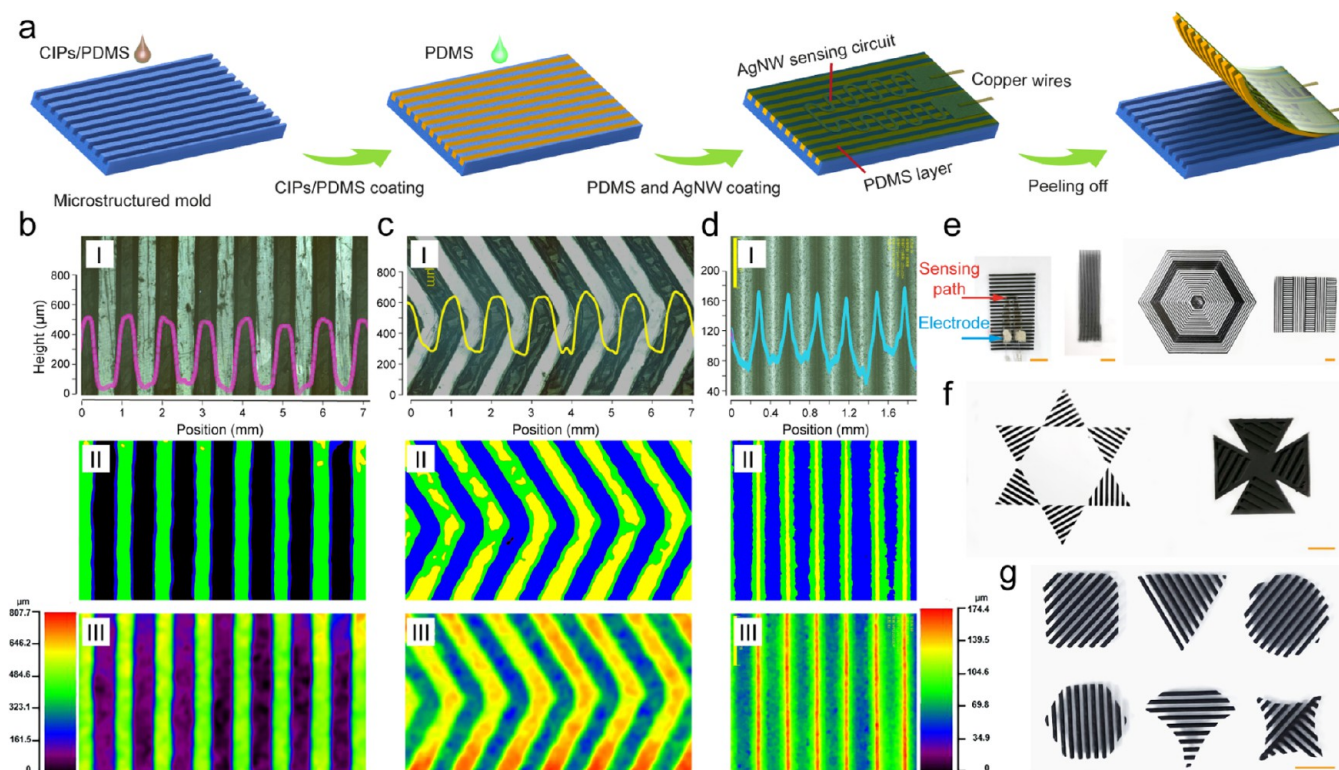 a
CIPs/PDMS
PDMS
AgNW sensing circuit
Copper wires
CIPs/PDMS coating
PDMS and AgNW coating
PDMS layer
Peeling off
Microstructured mold
b
I
Height (μm)
800
600
400
200
0
0 1 2 3 4 5 6 7
Position (mm)
II
III
μm
807.7
646.2
484.6
323.1
161.5
0
c
I
800
600
400
200
0
0 1 2 3 4 5 6 7
Position (mm)
II
III
d
I
200
160
120
80
40
0 0.4 0.8 1.2 1.6
Position (mm)
II
III
μm
174.4
139.5
104.6
69.8
34.9
0
e
Sensing
path
Electrode
f
g